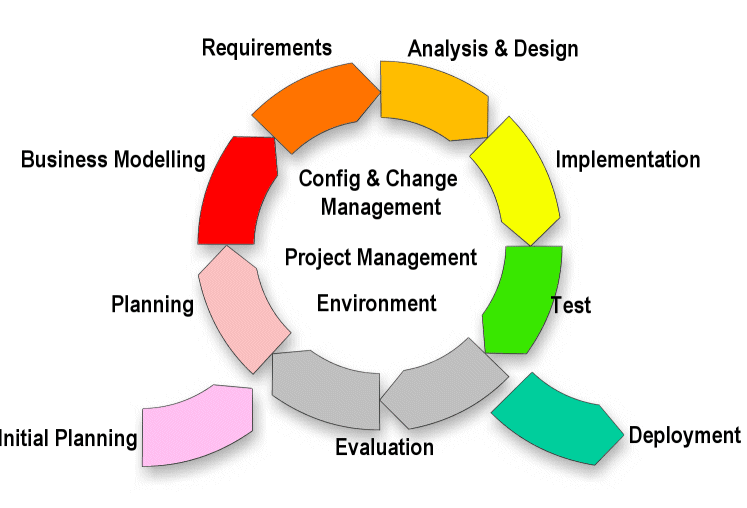 Requirements
Analysis & Design
Business Modelling
Implementation
Config & Change
Management
Project Management
Environment
Planning
Test
Initial Planning
Evaluation
Deployment